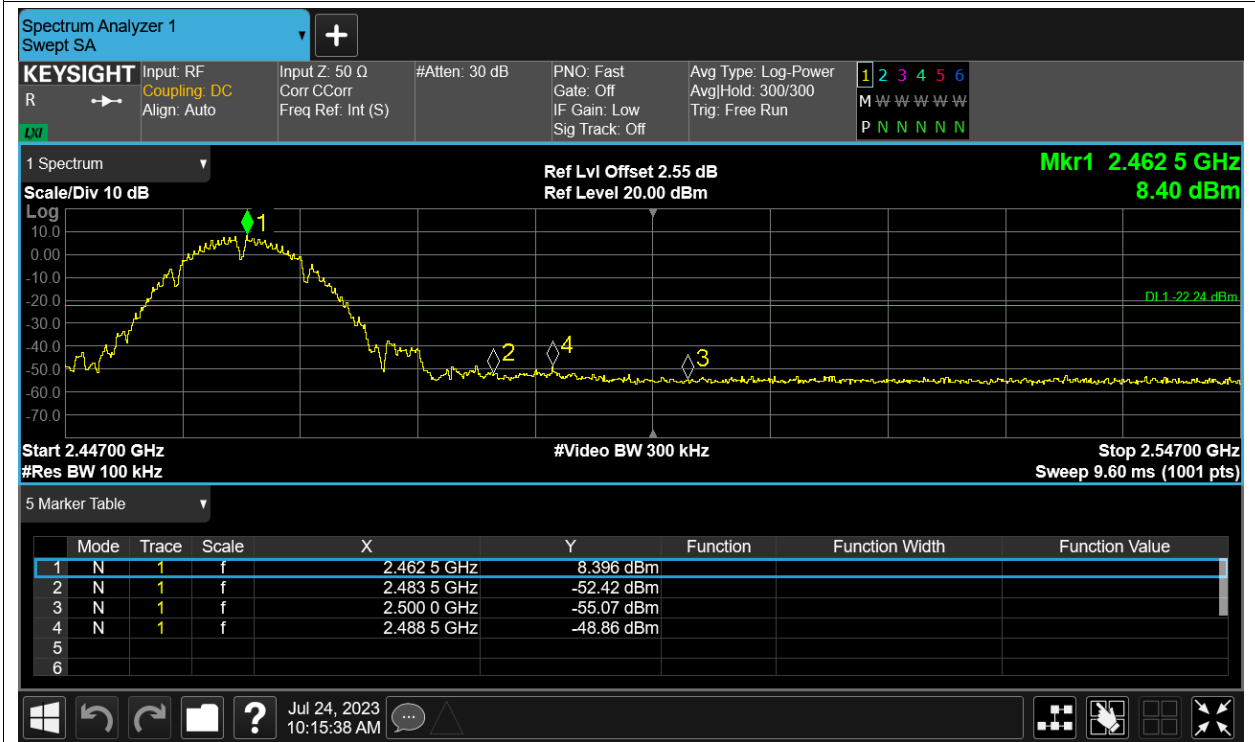 Spectrum Analyzer 1
Swept SA
+
KEYSIGHT Input: RF Input Z: 50 Ω #Atten: 30 dB PNO: Fast Avg Type: Log-Power 1 2 3 4 5 6
R Coupling: DC Corr CCorr Gate: Off Avg|Hold: 300/300 M W W W W W
Align: Auto Freq Ref: Int (S) IF Gain: Low Trig: Free Run
LXI Sig Track: Off P N N N N N
1 Spectrum Ref Lvl Offset 2.55 dB Mkr1 2.462 5 GHz
Scale/Div 10 dB Ref Level 20.00 dBm 8.40 dBm
Log
1
10.0
0.00
-10.0
-20.0
DL1 -22.24 dBm
-30.0
-40.0
2 4 3
-50.0
-60.0
-70.0
Start 2.44700 GHz #Video BW 300 kHz Stop 2.54700 GHz
#Res BW 100 kHz Sweep 9.60 ms (1001 pts)
5 Marker Table
Mode Trace Scale X Y Function Function Width Function Value
1 N 1 f 2.462 5 GHz 8.396 dBm
2 N 1 f 2.483 5 GHz -52.42 dBm
3 N 1 f 2.500 0 GHz -55.07 dBm
4 N 1 f 2.488 5 GHz -48.86 dBm
5
6
? Jul 24, 2023
10:15:38 AM